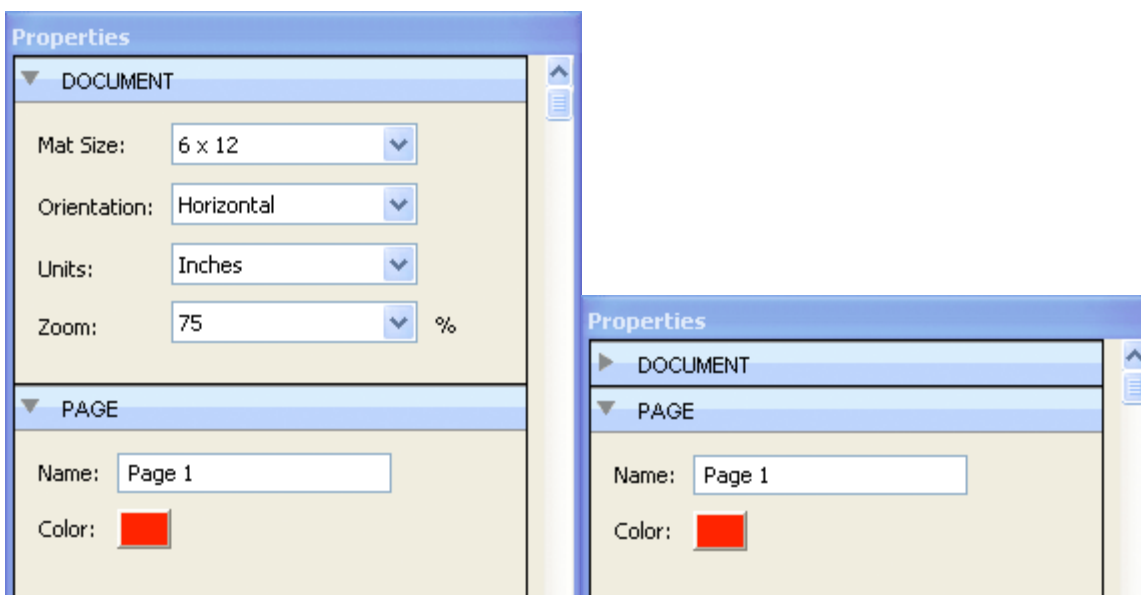 Properties
DOCUMENT
Mat Size: 6 x 12
Orientation: Horizontal
Units: Inches
Zoom: 75 %
PAGE
Name: Page 1
Color:
Properties
DOCUMENT
PAGE
Name: Page 1
Color: